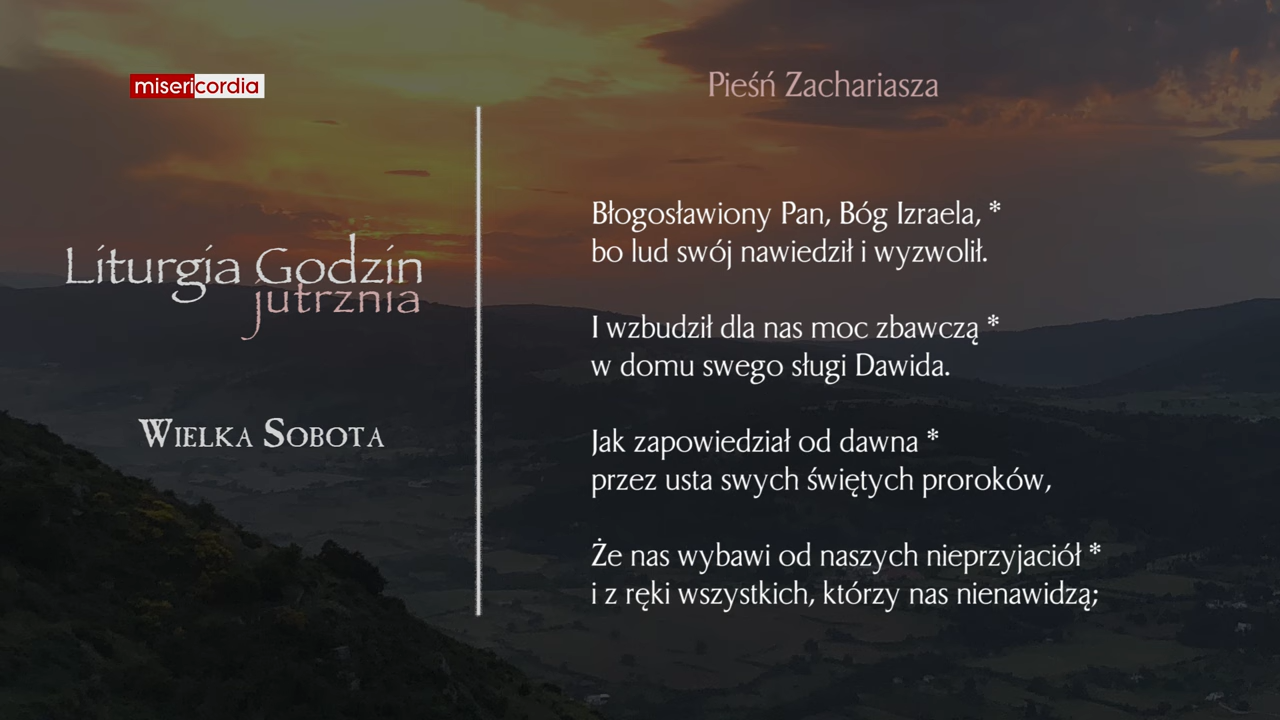 misericordia
Liturgia Godzin
jutrznia
Wielka Sobota
Pieśń Zachariasza
Błogosławiony Pan, Bóg Izraela, *
bo lud swój nawiedził i wyzwolił.
I wzbudził dla nas moc zbawczą *
w domu swego sługi Dawida.
Jak zapowiedział od dawna *
przez usta swych świętych proroków,
Że nas wybawi od naszych nieprzyjaciół *
i z ręki wszystkich, którzy nas nienawidzą;